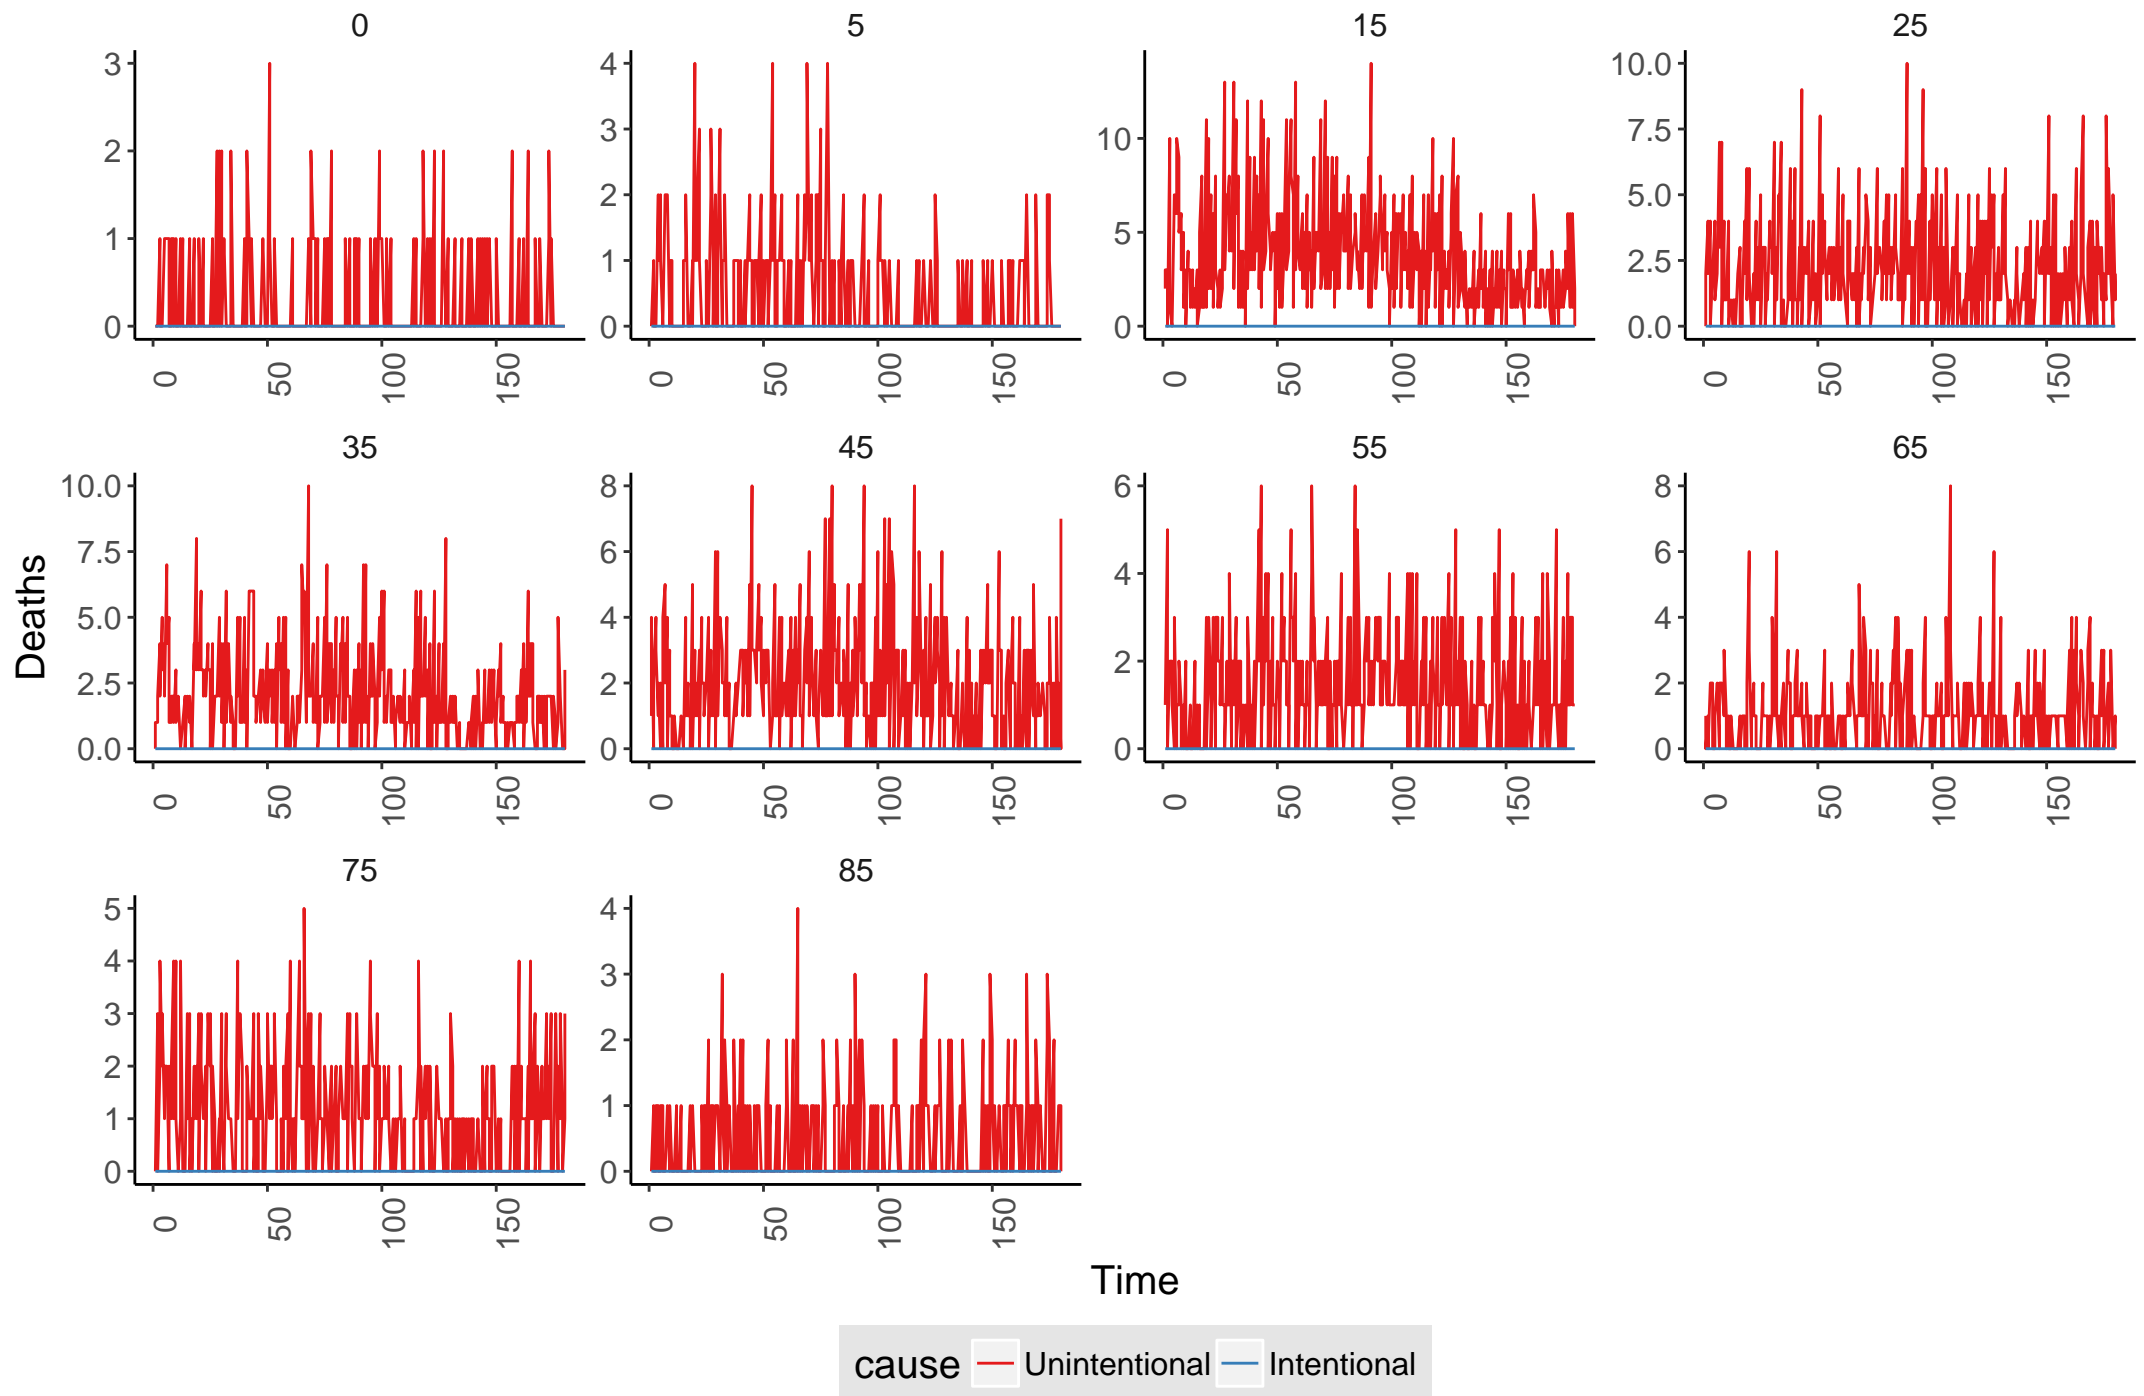 0 5 15 25
3 4 10.0
2 3 10 7.5
1 2 5 5.0
0 1 0 2.5
0 0.0
0 50 100 150 0 50 100 150 0 50 100 150 0 50 100 150
35 45 55 65
10.0 8 6 8
7.5 6 4 6
5.0 4 2 4
2.5 2 0 2
0.0 0 0
0 50 100 150 0 50 100 150 0 50 100 150 0 50 100 150
Deaths
75 85
5 4
4 3
3 2
2 1
1 0
0
0 50 100 150 0 50 100 150
Time
cause Unintentional Intentional